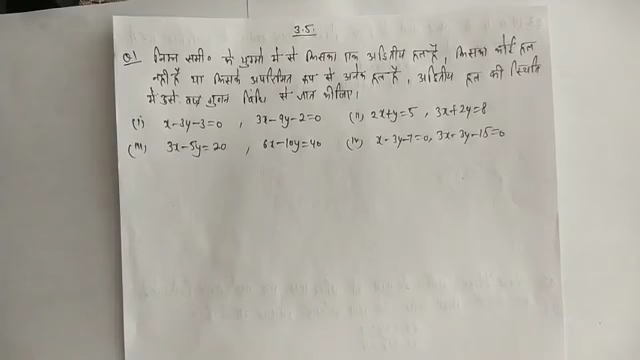 3.5.
Q.1 निम्न समी० के युग्मो में से किसका एक अद्वितीय हल है, किसका कोई हल
नही है या किसके अपरिमित रूप से अनेक हल है, अद्वितीय हल की स्थिति
में उसे वज्र गुणन विधि से ज्ञात कीजिए।
(i) x-3y-3=0 , 3x-9y-2=0 (ii) 2x+y=5 , 3x+2y=8
(iii) 3x-5y=20 , 6x-10y=40 (iv) x-3y-7=0, 3x-3y-15=0